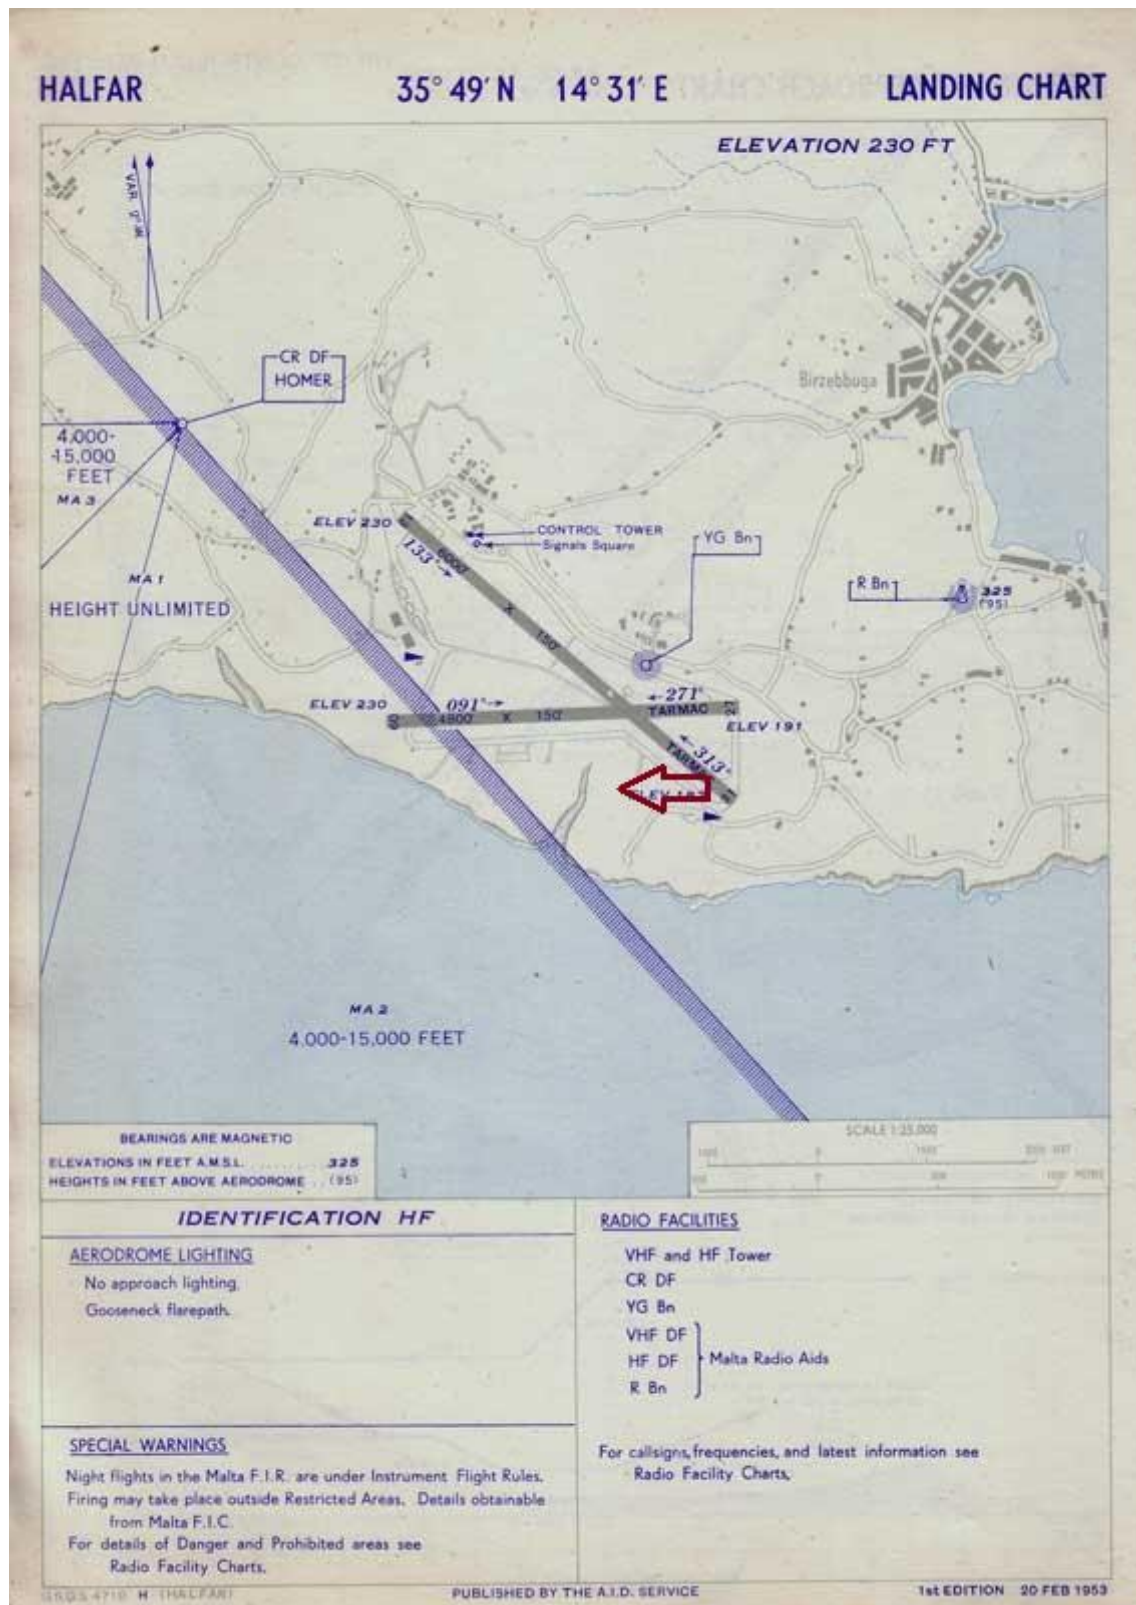 HALFAR 35° 49′ N 14° 31′ E LANDING CHART
ELEVATION 230 FT
VAR. 9° W.
CR DF
HOMER
Birzebbuga
4,000-
15,000
FEET
MA 3
ELEV 230
CONTROL TOWER
Signals Square
YG Bn
133°→
6000'
R Bn
325
(95)
MA 1
HEIGHT UNLIMITED
X
150'
ELEV 230
091°→
←271°
09
4800'
X
150'
TARMAC
27
ELEV 191
←313°
MA 2
4,000-15,000 FEET
BEARINGS ARE MAGNETIC
ELEVATIONS IN FEET A.M.S.L. .......... 325
HEIGHTS IN FEET ABOVE AERODROME .. (95)
SCALE 1:25,000
IDENTIFICATION HF
AERODROME LIGHTING
No approach lighting.
Gooseneck flarepath.
SPECIAL WARNINGS
Night flights in the Malta F.I.R. are under Instrument Flight Rules.
Firing may take place outside Restricted Areas. Details obtainable
from Malta F.I.C.
For details of Danger and Prohibited areas see
Radio Facility Charts.
RADIO FACILITIES
VHF and HF Tower
CR DF
YG Bn
VHF DF
HF DF
R Bn
Malta Radio Aids
For callsigns, frequencies, and latest information see
Radio Facility Charts.
G.S.G.S. 4710 H (HALFAR) PUBLISHED BY THE A.I.D. SERVICE 1st EDITION 20 FEB 1953